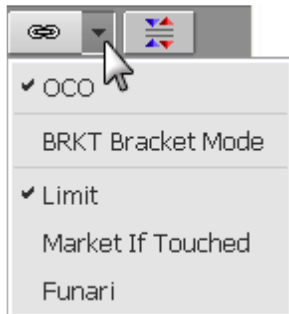 OCO
BRKT Bracket Mode
Limit
Market If Touched
Funari